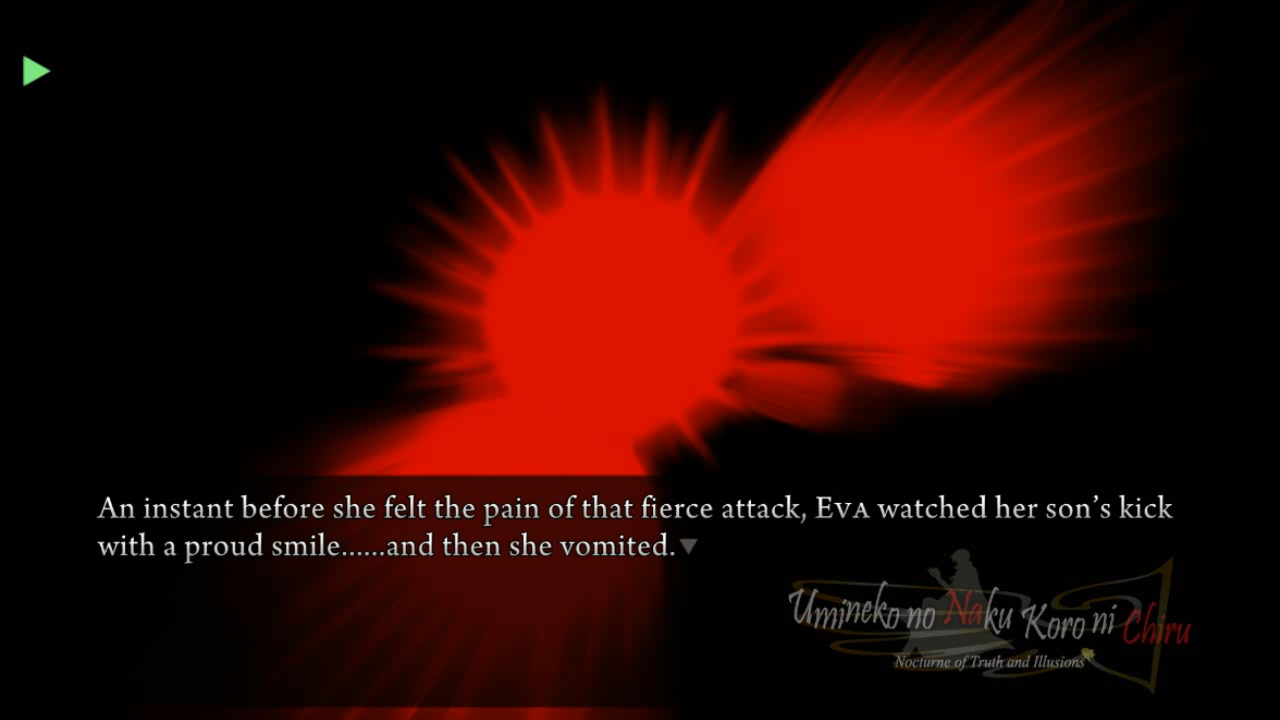 An instant before she felt the pain of that fierce attack, EVA watched her son's kick
with a proud smile......and then she vomited.
Umineko no Naku Koro ni Chiru
Nocturne of Truth and Illusions